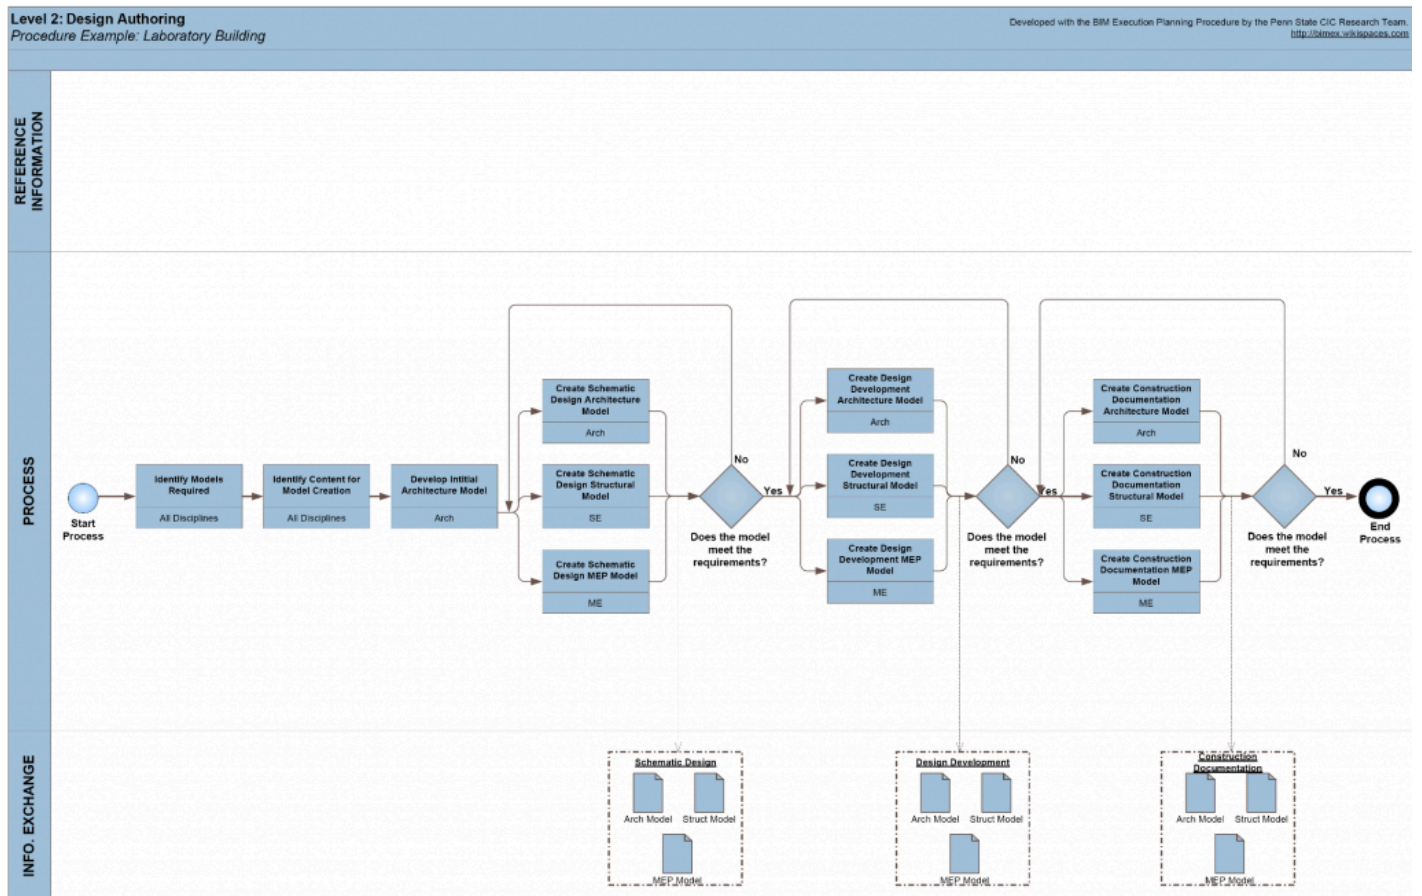 Level 2: Design Authoring
Procedure Example: Laboratory Building
Developed with the BIM Execution Planning Procedure by the Penn State CIC Research Team.
http://bimex.wikispaces.com
REFERENCE
INFORMATION
PROCESS
Start
Process
Identify Models
Required
All Disciplines
Identify Content for
Model Creation
All Disciplines
Develop Intitial
Architecture Model
Arch
Create Schematic
Design Architecture
Model
Arch
Create Schematic
Design Structural
Model
SE
Create Schematic
Design MEP Model
ME
No
Yes
Does the model
meet the
requirements?
Create Design
Development
Architecture Model
Arch
Create Design
Development
Structural Model
SE
Create Design
Development MEP
Model
ME
No
Yes
Does the model
meet the
requirements?
Create Construction
Documentation
Architecture Model
Arch
Create Construction
Documentation
Structural Model
SE
Create Construction
Documentation MEP
Model
ME
No
Yes
Does the model
meet the
requirements?
End
Process
INFO. EXCHANGE
Schematic Design
Arch Model
Struct Model
MEP Model
Design Development
Arch Model
Struct Model
MEP Model
Construction
Documentation
Arch Model
Struct Model
MEP Model